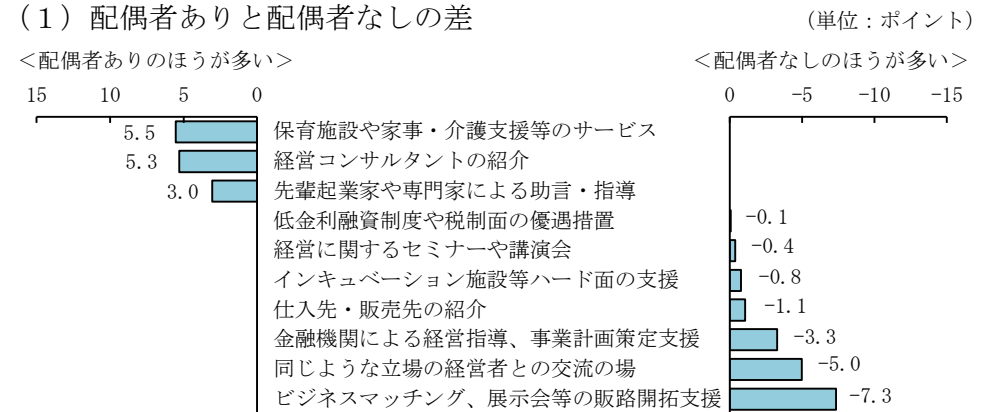 （１）配偶者ありと配偶者なしの差
（単位：ポイント）
＜配偶者ありのほうが多い＞
＜配偶者なしのほうが多い＞
15 10 5 0
0 -5 -10 -15
5.5 保育施設や家事・介護支援等のサービス
5.3 経営コンサルタントの紹介
3.0 先輩起業家や専門家による助言・指導
低金利融資制度や税制面の優遇措置 -0.1
経営に関するセミナーや講演会 -0.4
インキュベーション施設等ハード面の支援 -0.8
仕入先・販売先の紹介 -1.1
金融機関による経営指導、事業計画策定支援 -3.3
同じような立場の経営者との交流の場 -5.0
ビジネスマッチング、展示会等の販路開拓支援 -7.3